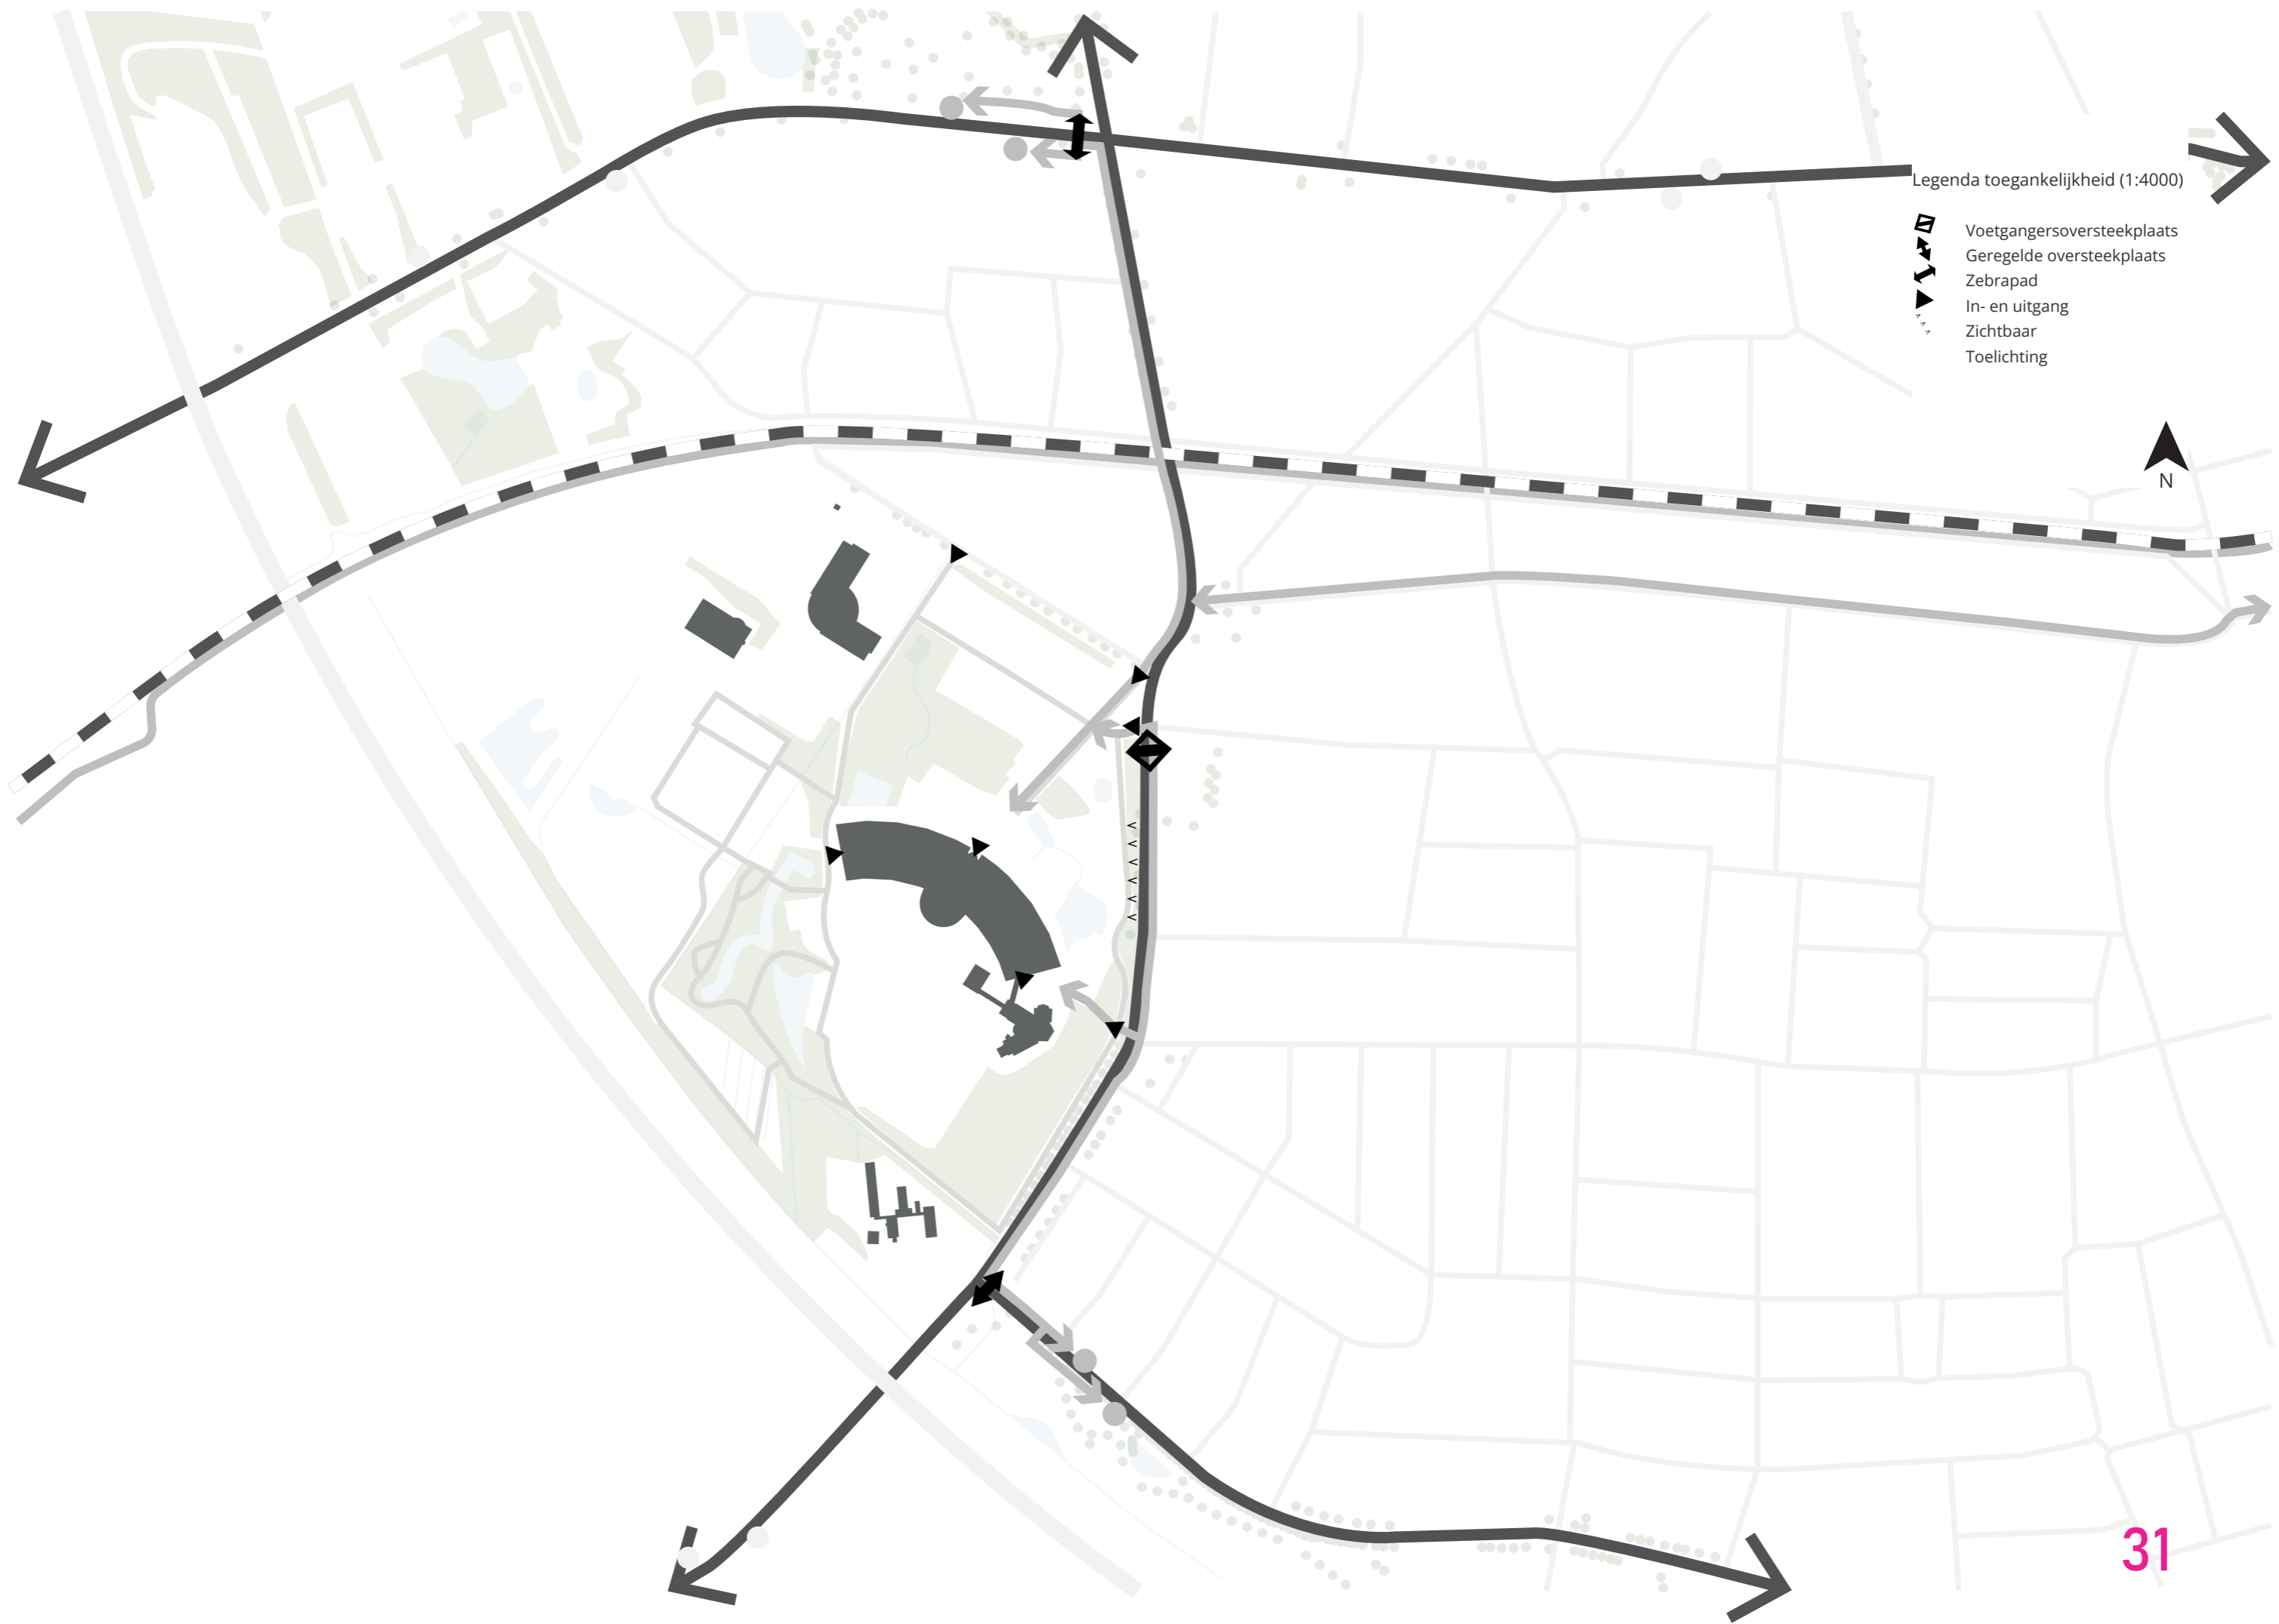 Legenda toegankelijkheid (1:4000)
Voetgangersoversteekplaats
Geregelde oversteekplaats
Zebrapad
In- en uitgang
Zichtbaar
Toelichting
N
31